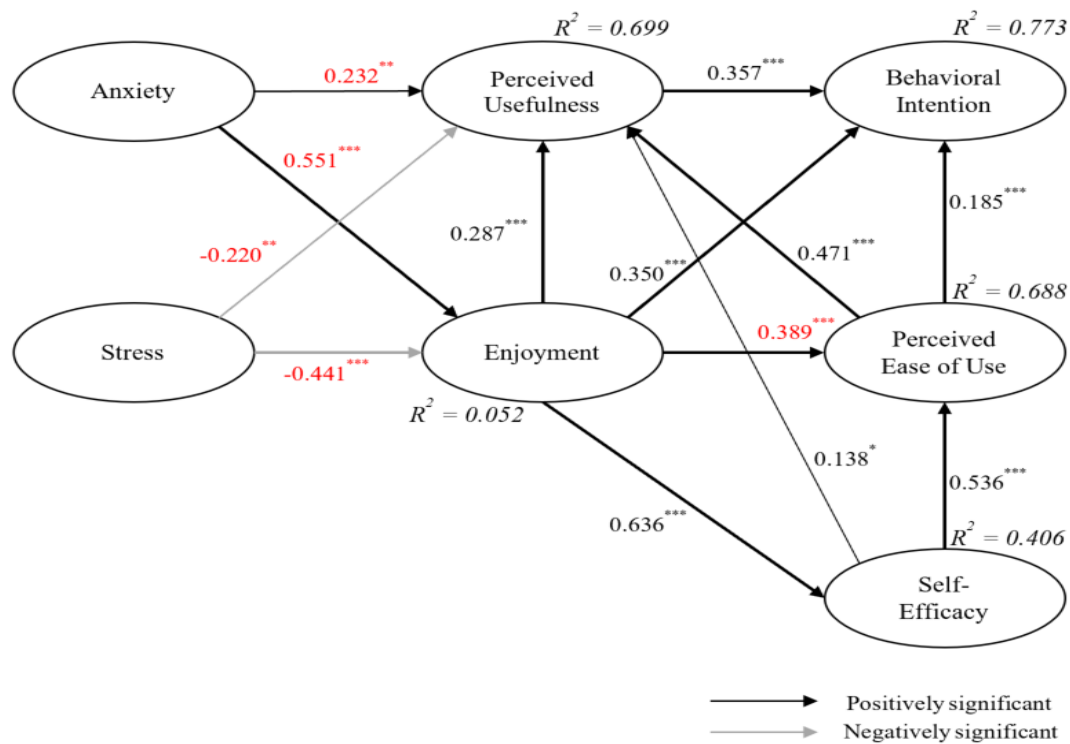 R² = 0.699
R² = 0.773
Anxiety
0.232**
Perceived
Usefulness
0.357***
Behavioral
Intention
0.551***
0.287***
0.185***
-0.220**
0.350***
0.471***
R² = 0.688
Stress
-0.441***
Enjoyment
0.389***
Perceived
Ease of Use
R² = 0.052
0.138*
0.536***
0.636***
R² = 0.406
Self-
Efficacy
Positively significant
Negatively significant